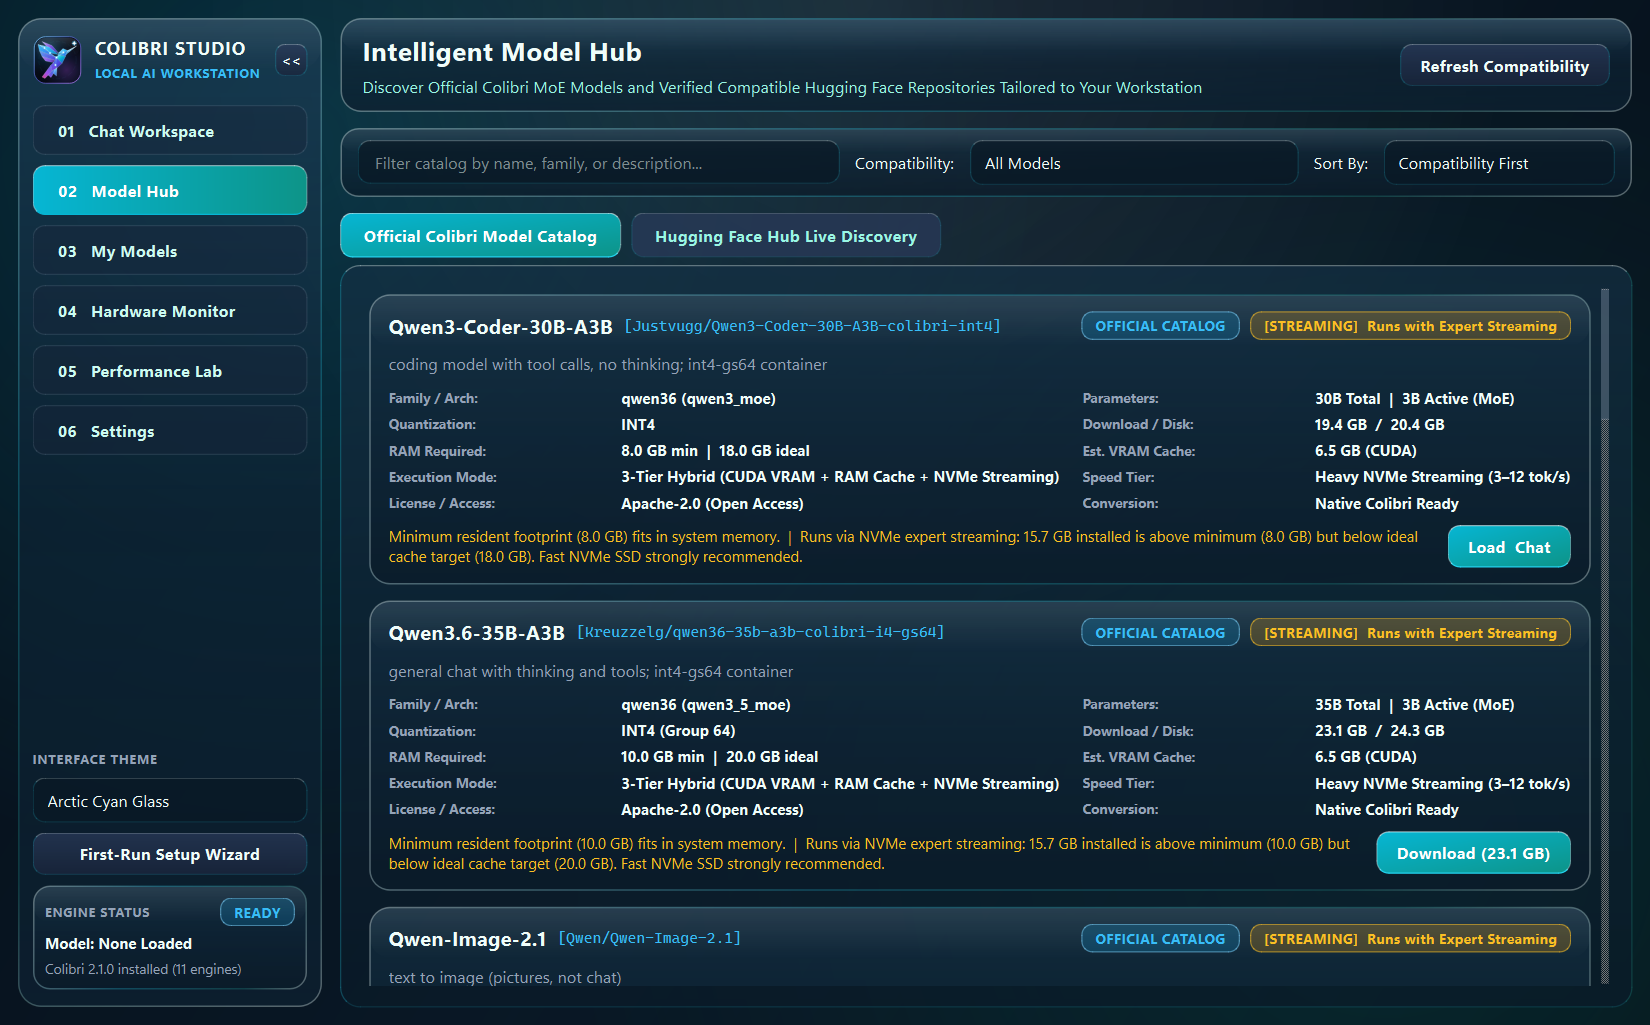 COLIBRI STUDIO
LOCAL AI WORKSTATION
<<
01 Chat Workspace
02 Model Hub
03 My Models
04 Hardware Monitor
05 Performance Lab
06 Settings
INTERFACE THEME
Arctic Cyan Glass
First-Run Setup Wizard
ENGINE STATUS
READY
Model: None Loaded
Colibri 2.1.0 installed (11 engines)
Intelligent Model Hub
Discover Official Colibri MoE Models and Verified Compatible Hugging Face Repositories Tailored to Your Workstation
Refresh Compatibility
Filter catalog by name, family, or description...
Compatibility:
All Models
Sort By:
Compatibility First
Official Colibri Model Catalog
Hugging Face Hub Live Discovery
Qwen3-Coder-30B-A3B [Justvugg/Qwen3-Coder-30B-A3B-colibri-int4]
OFFICIAL CATALOG
[STREAMING] Runs with Expert Streaming
coding model with tool calls, no thinking; int4-gs64 container
Family / Arch: qwen36 (qwen3_moe) Parameters: 30B Total | 3B Active (MoE)
Quantization: INT4 Download / Disk: 19.4 GB / 20.4 GB
RAM Required: 8.0 GB min | 18.0 GB ideal Est. VRAM Cache: 6.5 GB (CUDA)
Execution Mode: 3-Tier Hybrid (CUDA VRAM + RAM Cache + NVMe Streaming) Speed Tier: Heavy NVMe Streaming (3–12 tok/s)
License / Access: Apache-2.0 (Open Access) Conversion: Native Colibri Ready
Minimum resident footprint (8.0 GB) fits in system memory. | Runs via NVMe expert streaming: 15.7 GB installed is above minimum (8.0 GB) but below ideal
cache target (18.0 GB). Fast NVMe SSD strongly recommended.
Load Chat
Qwen3.6-35B-A3B [Kreuzzelg/qwen36-35b-a3b-colibri-i4-gs64]
OFFICIAL CATALOG
[STREAMING] Runs with Expert Streaming
general chat with thinking and tools; int4-gs64 container
Family / Arch: qwen36 (qwen3_5_moe) Parameters: 35B Total | 3B Active (MoE)
Quantization: INT4 (Group 64) Download / Disk: 23.1 GB / 24.3 GB
RAM Required: 10.0 GB min | 20.0 GB ideal Est. VRAM Cache: 6.5 GB (CUDA)
Execution Mode: 3-Tier Hybrid (CUDA VRAM + RAM Cache + NVMe Streaming) Speed Tier: Heavy NVMe Streaming (3–12 tok/s)
License / Access: Apache-2.0 (Open Access) Conversion: Native Colibri Ready
Minimum resident footprint (10.0 GB) fits in system memory. | Runs via NVMe expert streaming: 15.7 GB installed is above minimum (10.0 GB) but
below ideal cache target (20.0 GB). Fast NVMe SSD strongly recommended.
Download (23.1 GB)
Qwen-Image-2.1 [Qwen/Qwen-Image-2.1]
OFFICIAL CATALOG
[STREAMING] Runs with Expert Streaming
text to image (pictures, not chat)